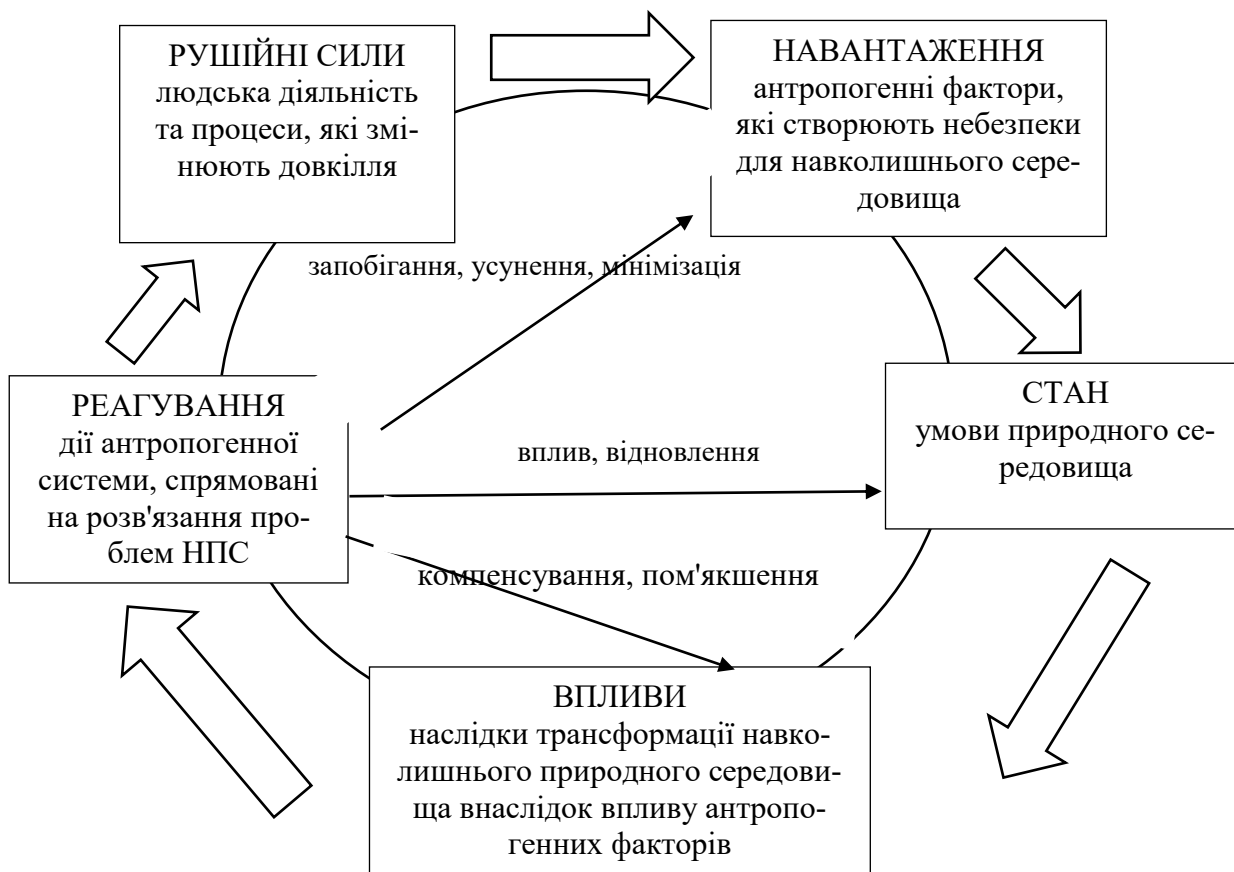 РУШІЙНІ СИЛИ
людська діяльність
та процеси, які змі-
нюють довкілля
НАВАНТАЖЕННЯ
антропогенні фактори,
які створюють небезпеки
для навколишнього сере-
довища
запобігання, усунення, мінімізація
РЕАГУВАННЯ
дії антропогенної
системи, спрямовані
на розв'язання про-
блем НПС
вплив, відновлення
СТАН
умови природного се-
редовища
компенсування, пом'якшення
ВПЛИВИ
наслідки трансформації навко-
лишнього природного середови-
ща внаслідок впливу антропо-
генних факторів